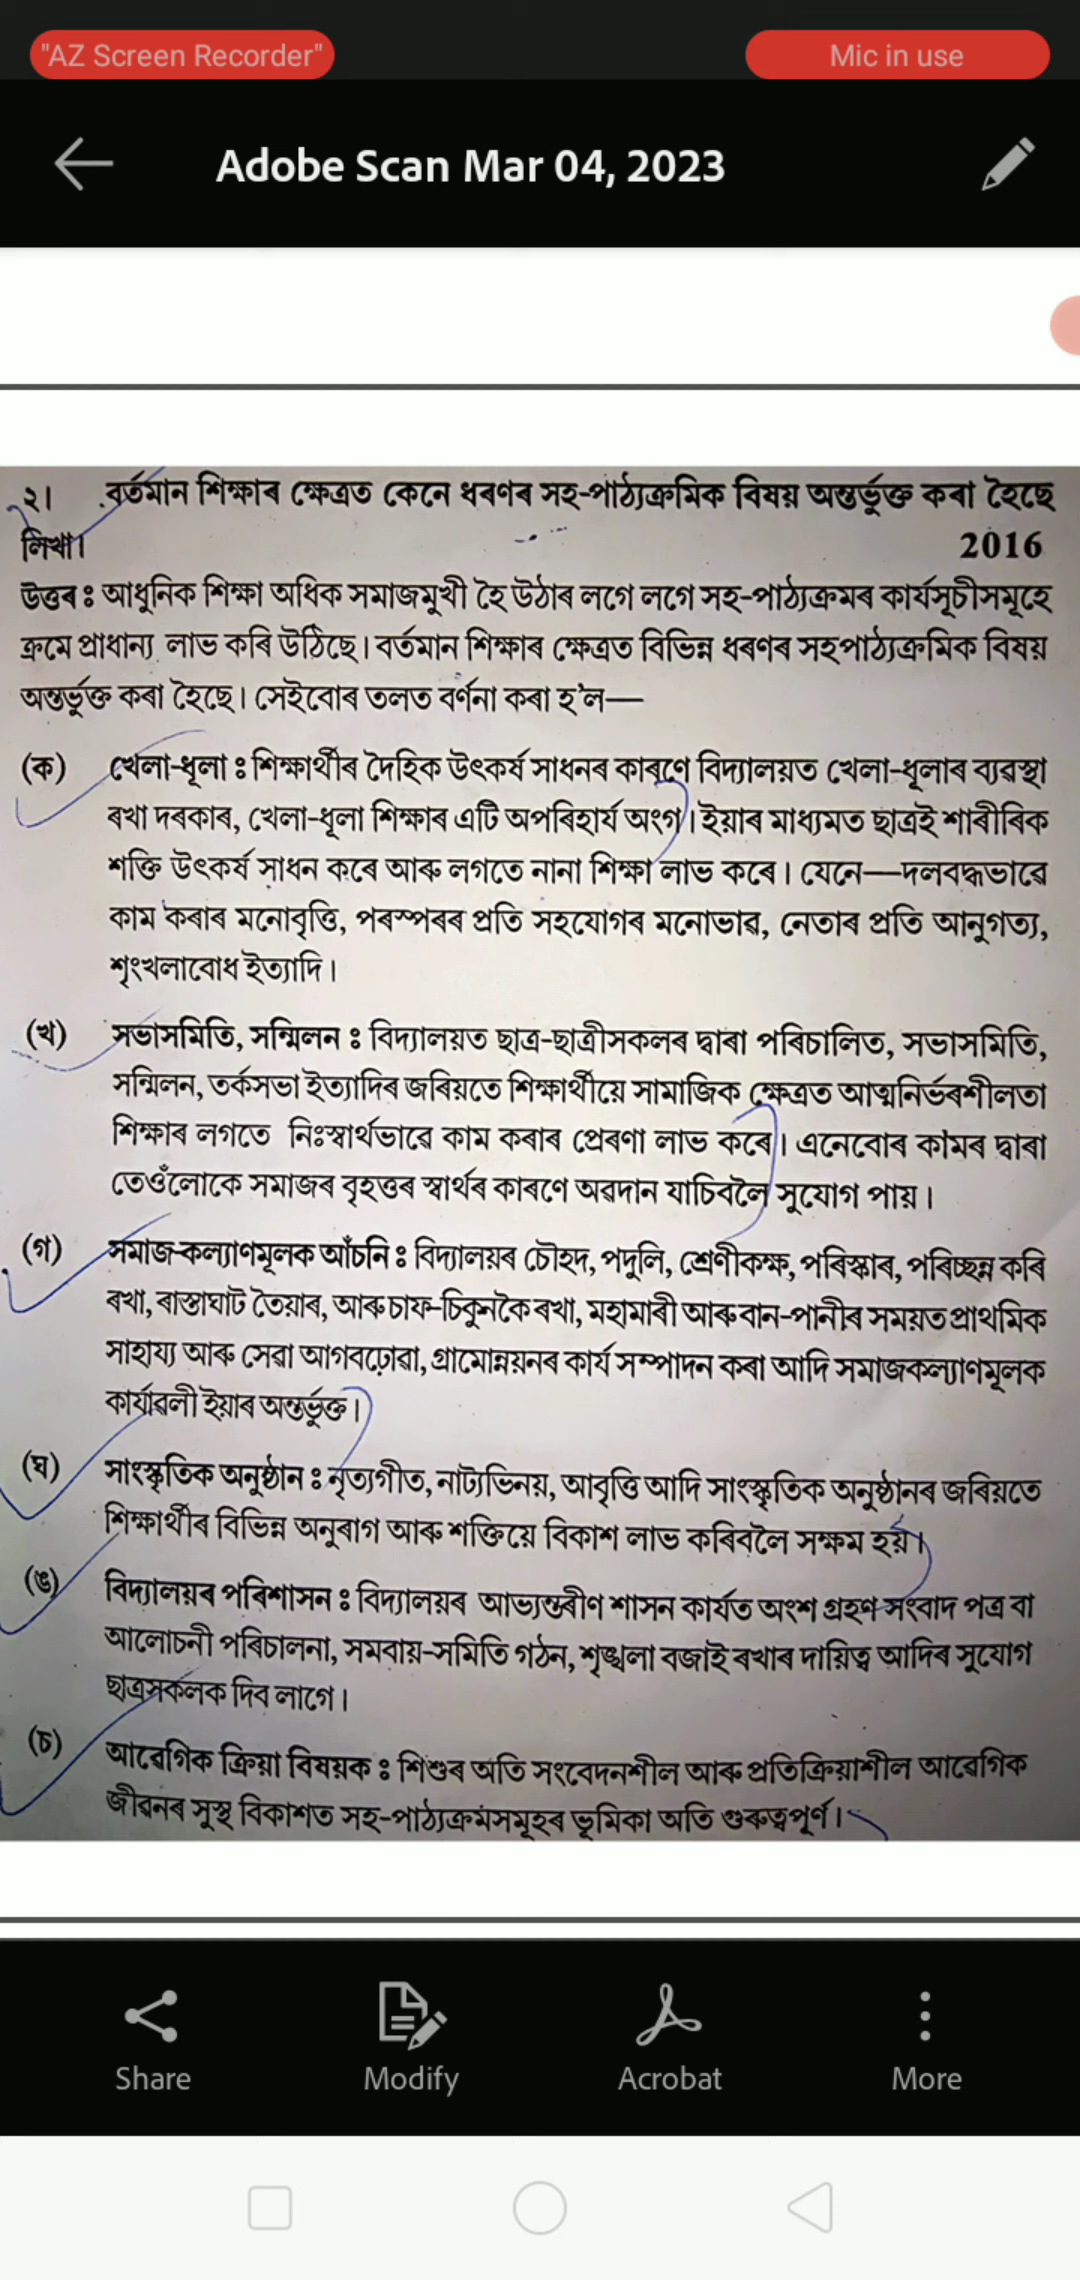 "AZ Screen Recorder"
Mic in use
Adobe Scan Mar 04, 2023
২। বৰ্তমান শিক্ষাৰ ক্ষেত্ৰত কেনে ধৰণৰ সহ-পাঠ্যক্ৰমিক বিষয় অন্তৰ্ভুক্ত কৰা হৈছে
লিখা। 2016
উত্তৰ ঃ আধুনিক শিক্ষা অধিক সমাজমুখী হৈ উঠাৰ লগে লগে সহ-পাঠ্যক্ৰমৰ কাৰ্যসূচীসমূহে
ক্ৰমে প্ৰাধান্য লাভ কৰি উঠিছে। বৰ্তমান শিক্ষাৰ ক্ষেত্ৰত বিভিন্ন ধৰণৰ সহপাঠ্যক্ৰমিক বিষয়
অন্তৰ্ভুক্ত কৰা হৈছে। সেইবোৰ তলত বৰ্ণনা কৰা হ'ল—
(ক) খেলা-ধূলা ঃ শিক্ষাৰ্থীৰ দৈহিক উৎকৰ্ষ সাধনৰ কাৰণে বিদ্যালয়ত খেলা-ধূলাৰ ব্যৱস্থা
ৰখা দৰকাৰ, খেলা-ধূলা শিক্ষাৰ এটি অপৰিহাৰ্য অংগ। ইয়াৰ মাধ্যমত ছাত্ৰই শাৰীৰিক
শক্তি উৎকৰ্ষ সাধন কৰে আৰু লগতে নানা শিক্ষা লাভ কৰে। যেনে—দলবদ্ধভাৱে
কাম কৰাৰ মনোবৃত্তি, পৰস্পৰৰ প্ৰতি সহযোগৰ মনোভাৱ, নেতাৰ প্ৰতি আনুগত্য,
শৃংখলাবোধ ইত্যাদি।
(খ) সভাসমিতি, সন্মিলন ঃ বিদ্যালয়ত ছাত্ৰ-ছাত্ৰীসকলৰ দ্বাৰা পৰিচালিত, সভাসমিতি,
সন্মিলন, তৰ্কসভা ইত্যাদিৰ জৰিয়তে শিক্ষাৰ্থীয়ে সামাজিক ক্ষেত্ৰত আত্মনিৰ্ভৰশীলতা
শিক্ষাৰ লগতে নিঃস্বাৰ্থভাৱে কাম কৰাৰ প্ৰেৰণা লাভ কৰে। এনেবোৰ কামৰ দ্বাৰা
তেওঁলোকে সমাজৰ বৃহত্তৰ স্বাৰ্থৰ কাৰণে অৱদান যাচিবলৈ সুযোগ পায়।
(গ) সমাজ-কল্যাণমূলক আঁচনি ঃ বিদ্যালয়ৰ চৌহদ, পদুলি, শ্ৰেণীকক্ষ, পৰিস্কাৰ, পৰিচ্ছন্ন কৰি
ৰখা, ৰাস্তাঘাট তৈয়াৰ, আৰু চাফ-চিকুনকৈ ৰখা, মহামাৰী আৰু বান-পানীৰ সময়ত প্ৰাথমিক
সাহায্য আৰু সেৱা আগবঢ়োৱা, গ্ৰামোন্নয়নৰ কাৰ্য সম্পাদন কৰা আদি সমাজকল্যাণমূলক
কাৰ্যাৱলী ইয়াৰ অন্তৰ্ভুক্ত।
(ঘ) সাংস্কৃতিক অনুষ্ঠান ঃ নৃত্যগীত, নাট্যভিনয়, আবৃত্তি আদি সাংস্কৃতিক অনুষ্ঠানৰ জৰিয়তে
শিক্ষাৰ্থীৰ বিভিন্ন অনুৰাগ আৰু শক্তিয়ে বিকাশ লাভ কৰিবলৈ সক্ষম হয়।
(ঙ) বিদ্যালয়ৰ পৰিশাসন ঃ বিদ্যালয়ৰ আভ্যন্তৰীণ শাসন কাৰ্যত অংশ গ্ৰহণ সংবাদ পত্ৰ বা
আলোচনী পৰিচালনা, সমবায়-সমিতি গঠন, শৃঙ্খলা বজাই ৰখাৰ দায়িত্ব আদিৰ সুযোগ
ছাত্ৰসকলক দিব লাগে।
(চ) আৱেগিক ক্ৰিয়া বিষয়ক ঃ শিশুৰ অতি সংবেদনশীল আৰু প্ৰতিক্ৰিয়াশীল আৱেগিক
জীৱনৰ সুস্থ বিকাশত সহ-পাঠ্যক্ৰমসমূহৰ ভূমিকা অতি গুৰুত্বপূৰ্ণ।
Share Modify Acrobat More